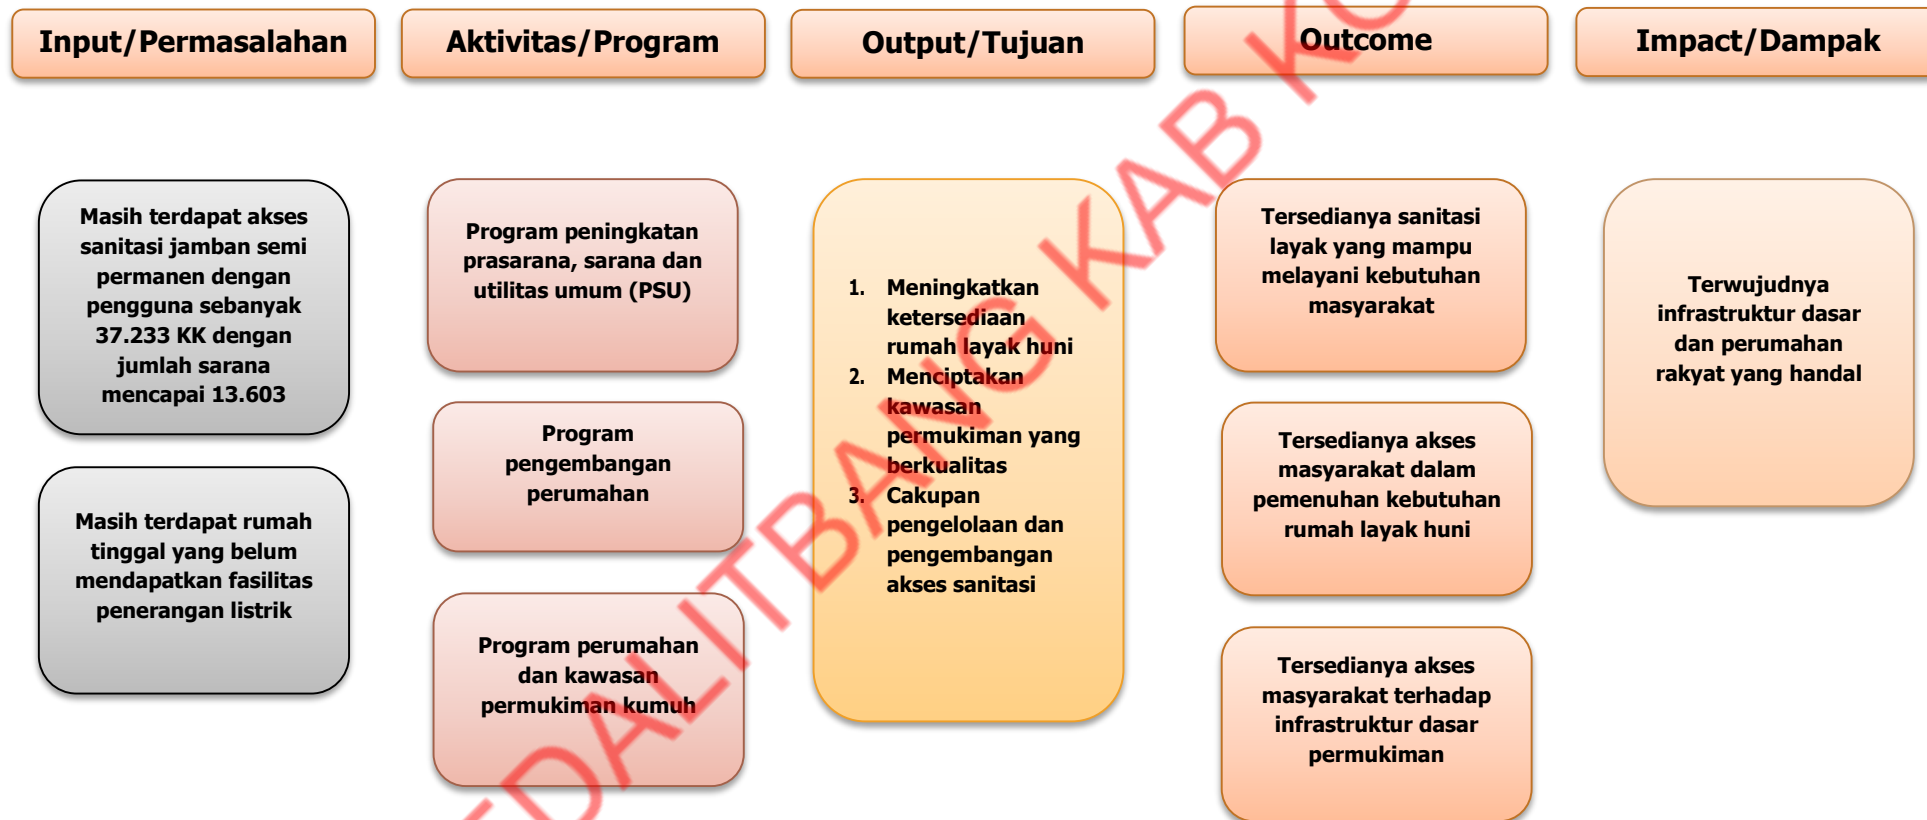 Input/Permasalahan
Aktivitas/Program
Output/Tujuan
Outcome
Impact/Dampak
Masih terdapat akses
sanitasi jamban semi
permanen dengan
pengguna sebanyak
37.233 KK dengan
jumlah sarana
mencapai 13.603
Masih terdapat rumah
tinggal yang belum
mendapatkan fasilitas
penerangan listrik
Program peningkatan
prasarana, sarana dan
utilitas umum (PSU)
Program
pengembangan
perumahan
Program perumahan
dan kawasan
permukiman kumuh
1. Meningkatkan
ketersediaan
rumah layak huni
2. Menciptakan
kawasan
permukiman yang
berkualitas
3. Cakupan
pengelolaan dan
pengembangan
akses sanitasi
Tersedianya sanitasi
layak yang mampu
melayani kebutuhan
masyarakat
Tersedianya akses
masyarakat dalam
pemenuhan kebutuhan
rumah layak huni
Tersedianya akses
masyarakat terhadap
infrastruktur dasar
permukiman
Terwujudnya
infrastruktur dasar
dan perumahan
rakyat yang handal
EDALITBANG KAB KO